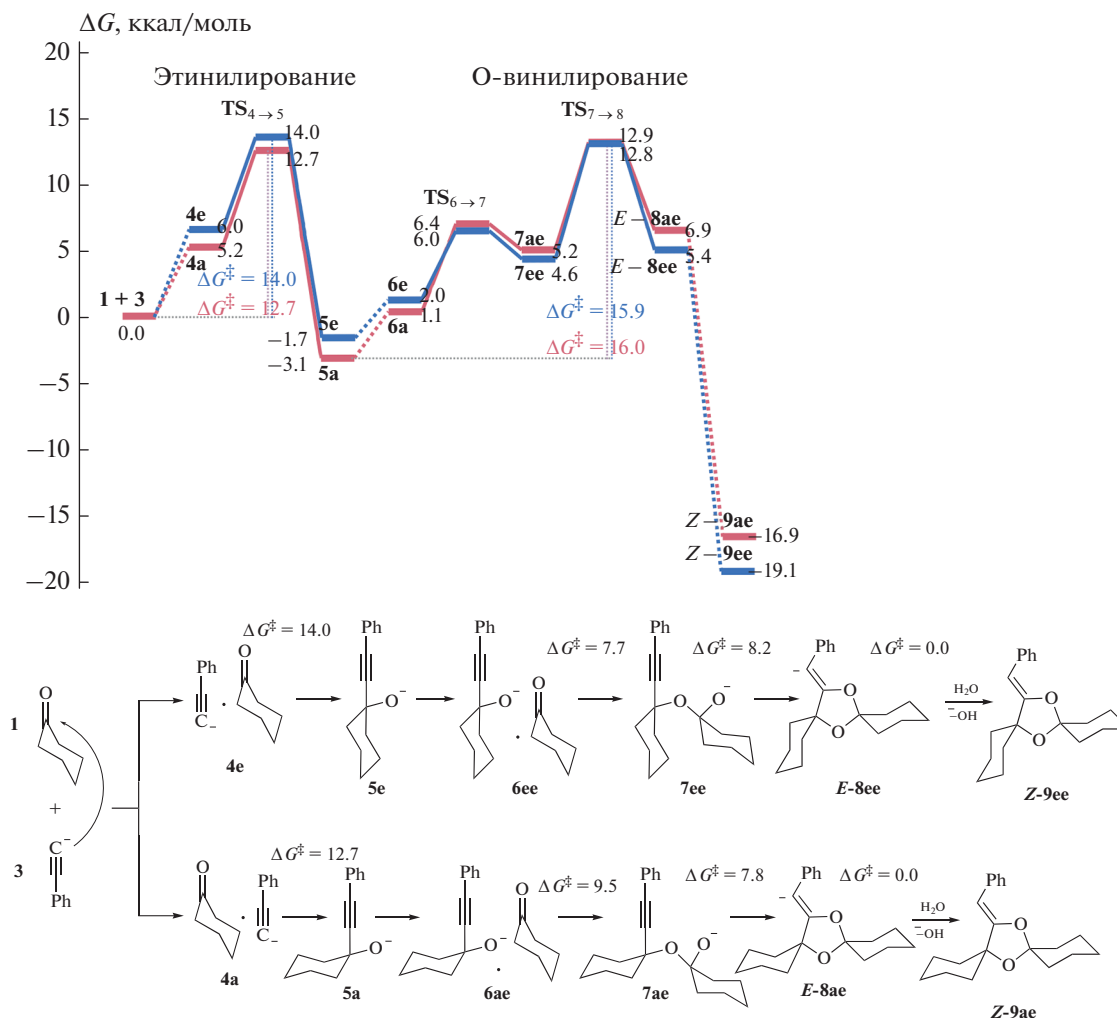 ΔG, ккал/моль
20
15
10
5
0
−5
−10
−15
−20
Этинилирование
О-винилирование
TS4 → 5
14.0
12.7
TS7 → 8
12.9
12.8
TS6 → 7
6.4
6.0
4e
6.0
5.2
4a
ΔG‡ = 14.0
ΔG‡ = 12.7
1 + 3
0.0
−1.7
5e
−3.1
5a
6e
2.0
6a
1.1
7ae
5.2
7ee
4.6
E − 8ae
6.9
E − 8ee
5.4
ΔG‡ = 15.9
ΔG‡ = 16.0
Z − 9ae
−16.9
Z − 9ee
−19.1
ΔG‡ = 14.0
ΔG‡ = 7.7
ΔG‡ = 8.2
ΔG‡ = 0.0
Ph
O
Ph
Ph
Ph
Ph
Ph
O
1
C−
·
O−
O−
·
O
O
O−
−
O
O
H2O
−OH
O
O
4e
5e
6ee
7ee
E-8ee
Z-9ee
+
3
C−
Ph
ΔG‡ = 12.7
ΔG‡ = 9.5
ΔG‡ = 7.8
ΔG‡ = 0.0
O
Ph
Ph
Ph
O
Ph
Ph
Ph
·
C−
O−
O−
·
O
O−
−
O
O
H2O
−OH
O
O
4a
5a
6ae
7ae
E-8ae
Z-9ae